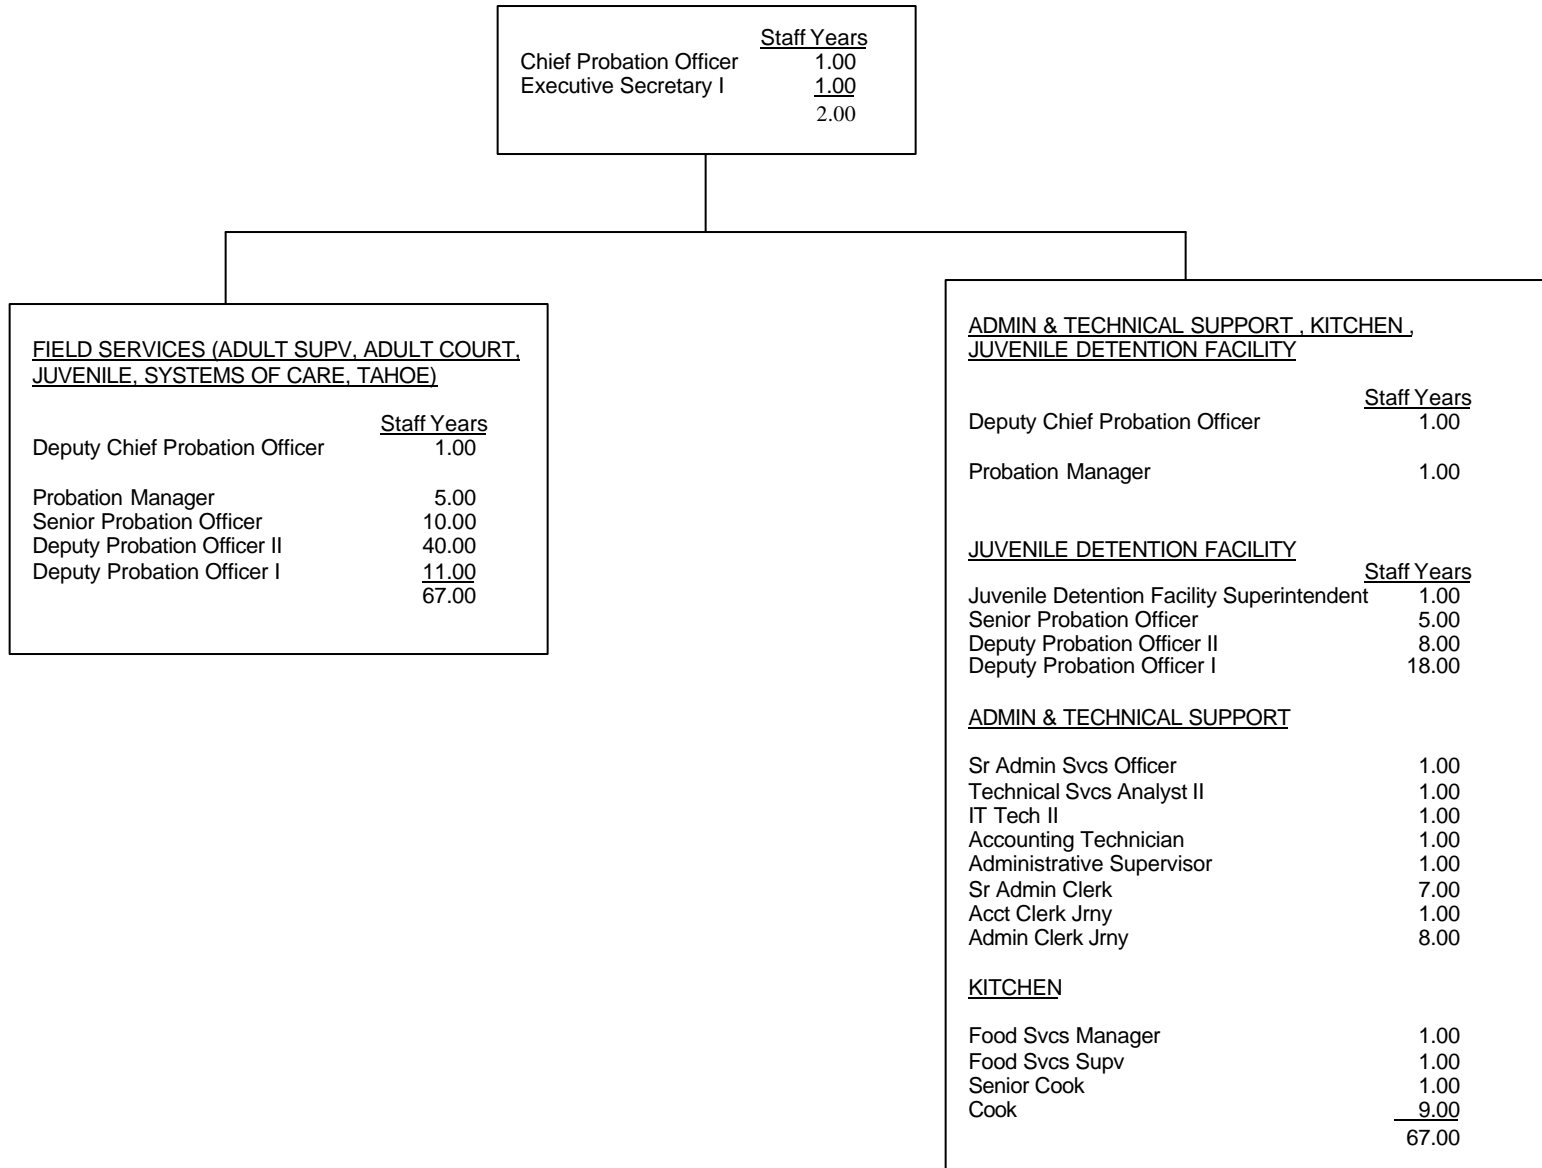 Staff Years
Chief Probation Officer 1.00
Executive Secretary I 1.00
2.00
FIELD SERVICES (ADULT SUPV, ADULT COURT,
JUVENILE, SYSTEMS OF CARE, TAHOE)
Staff Years
Deputy Chief Probation Officer 1.00
Probation Manager 5.00
Senior Probation Officer 10.00
Deputy Probation Officer II 40.00
Deputy Probation Officer I 11.00
67.00
ADMIN & TECHNICAL SUPPORT , KITCHEN ,
JUVENILE DETENTION FACILITY
Staff Years
Deputy Chief Probation Officer 1.00
Probation Manager 1.00
JUVENILE DETENTION FACILITY
Staff Years
Juvenile Detention Facility Superintendent 1.00
Senior Probation Officer 5.00
Deputy Probation Officer II 8.00
Deputy Probation Officer I 18.00
ADMIN & TECHNICAL SUPPORT
Sr Admin Svcs Officer 1.00
Technical Svcs Analyst II 1.00
IT Tech II 1.00
Accounting Technician 1.00
Administrative Supervisor 1.00
Sr Admin Clerk 7.00
Acct Clerk Jrny 1.00
Admin Clerk Jrny 8.00
KITCHEN
Food Svcs Manager 1.00
Food Svcs Supv 1.00
Senior Cook 1.00
Cook 9.00
67.00